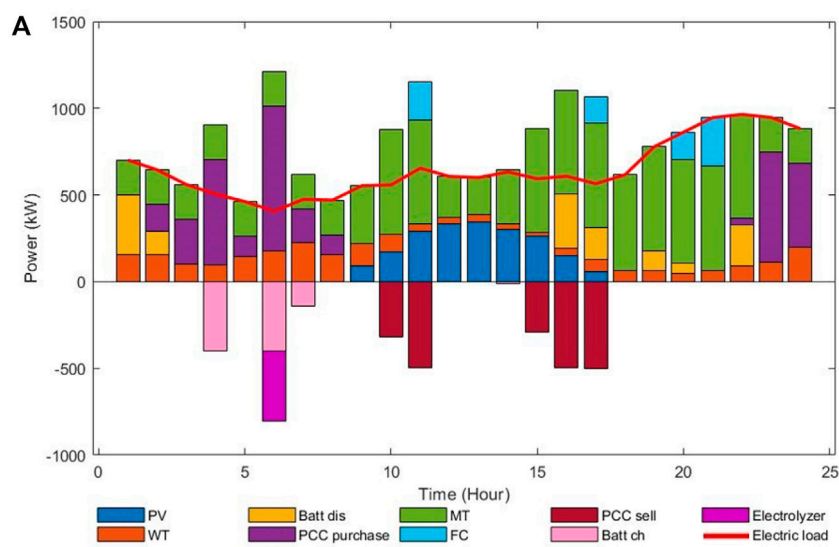 A
1500
1000
500
0
-500
-1000
Power (kW)
0 5 10 15 20 25
Time (Hour)
PV Batt dis MT PCC sell Electrolyzer
WT PCC purchase FC Batt ch Electric load